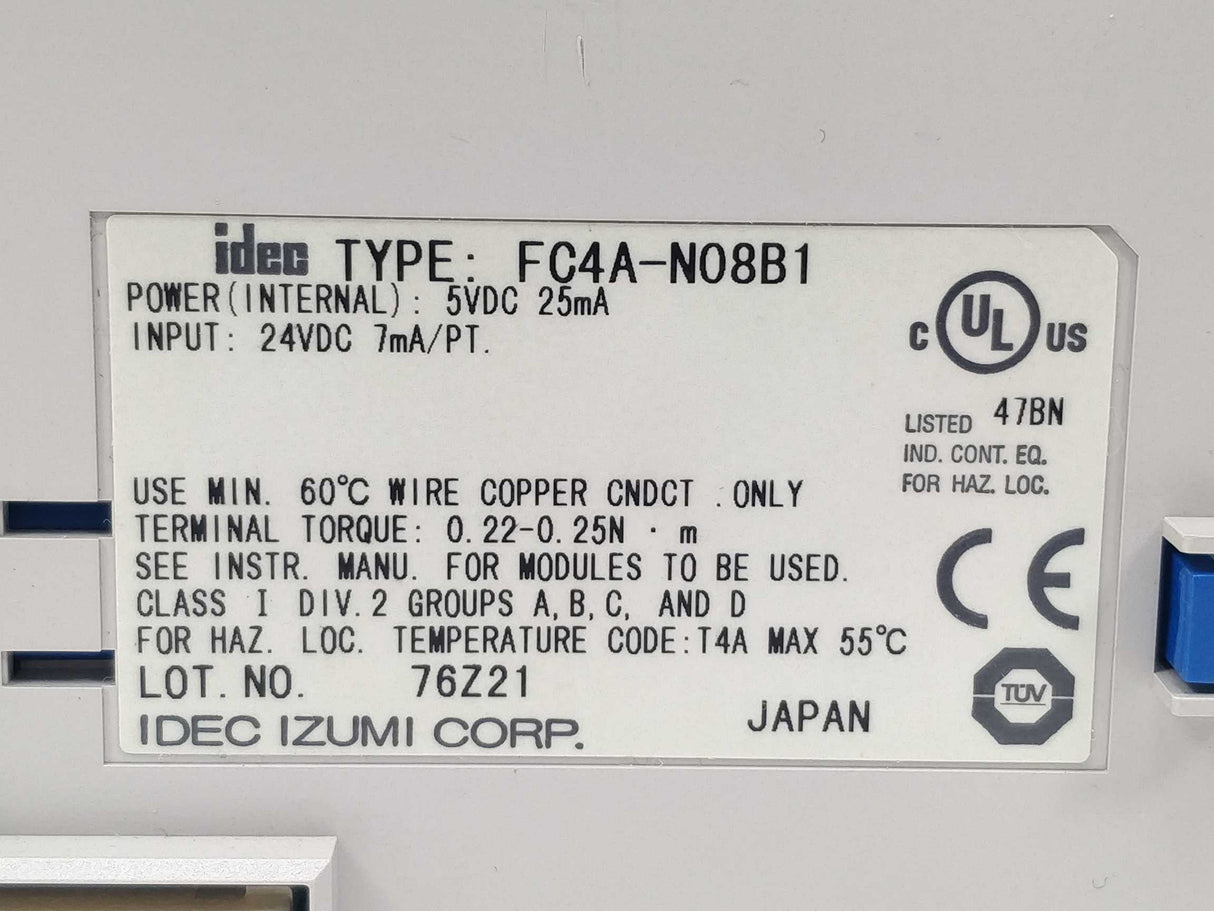 idec TYPE: FC4A-N08B1
POWER(INTERNAL): 5VDC 25mA
INPUT: 24VDC 7mA/PT.
C UL US
LISTED 47BN
IND. CONT. EQ.
FOR HAZ. LOC.
USE MIN. 60℃ WIRE COPPER CNDCT .ONLY
TERMINAL TORQUE: 0.22-0.25N · m
SEE INSTR. MANU. FOR MODULES TO BE USED.
CLASS I DIV.2 GROUPS A,B,C, AND D
FOR HAZ. LOC. TEMPERATURE CODE:T4A MAX 55℃
CE
LOT.NO. 76Z21
TÜV
IDEC IZUMI CORP. JAPAN